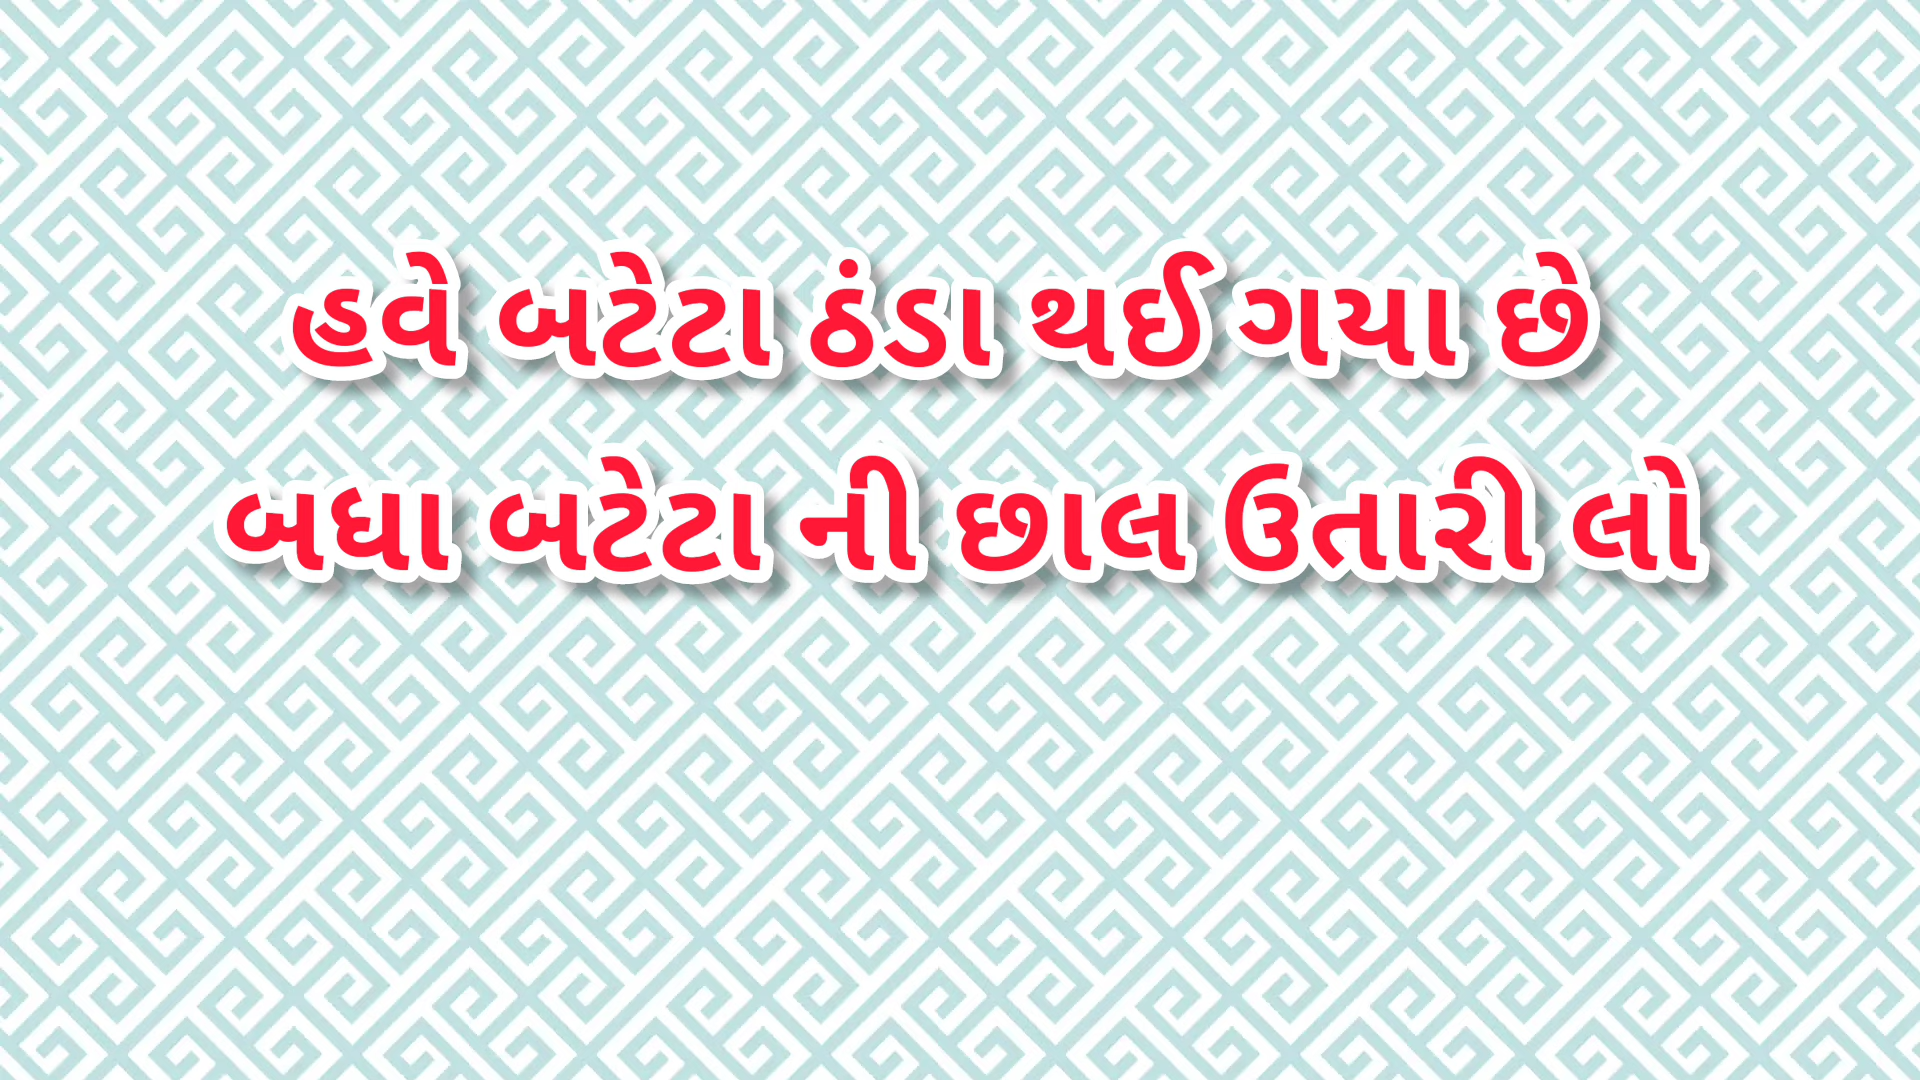 હવે બટેટા ઠંડા થઈ ગયા છે
બધા બટેટા ની છાલ ઉતારી લો